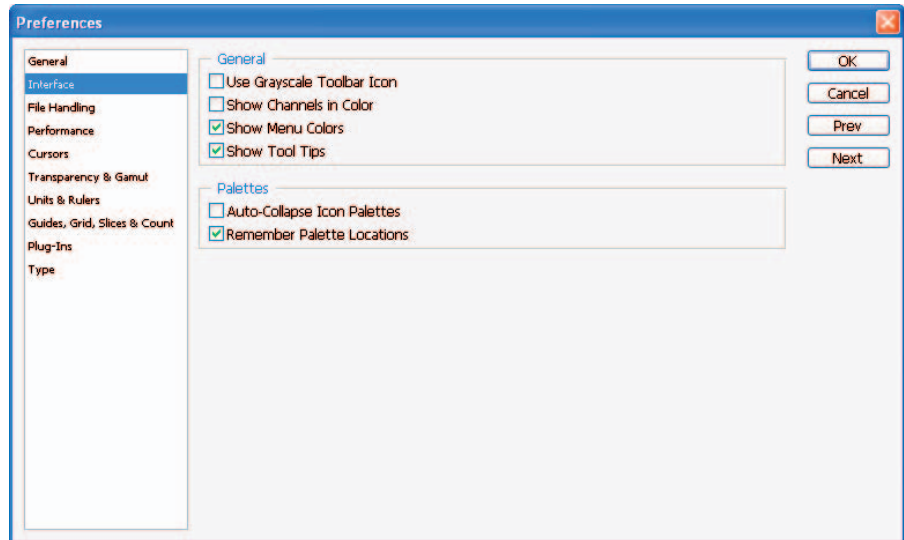 Preferences
General
Interface
File Handling
Performance
Cursors
Transparency & Gamut
Units & Rulers
Guides, Grid, Slices & Count
Plug-Ins
Type
General
Use Grayscale Toolbar Icon
Show Channels in Color
Show Menu Colors
Show Tool Tips
Palettes
Auto-Collapse Icon Palettes
Remember Palette Locations
OK
Cancel
Prev
Next